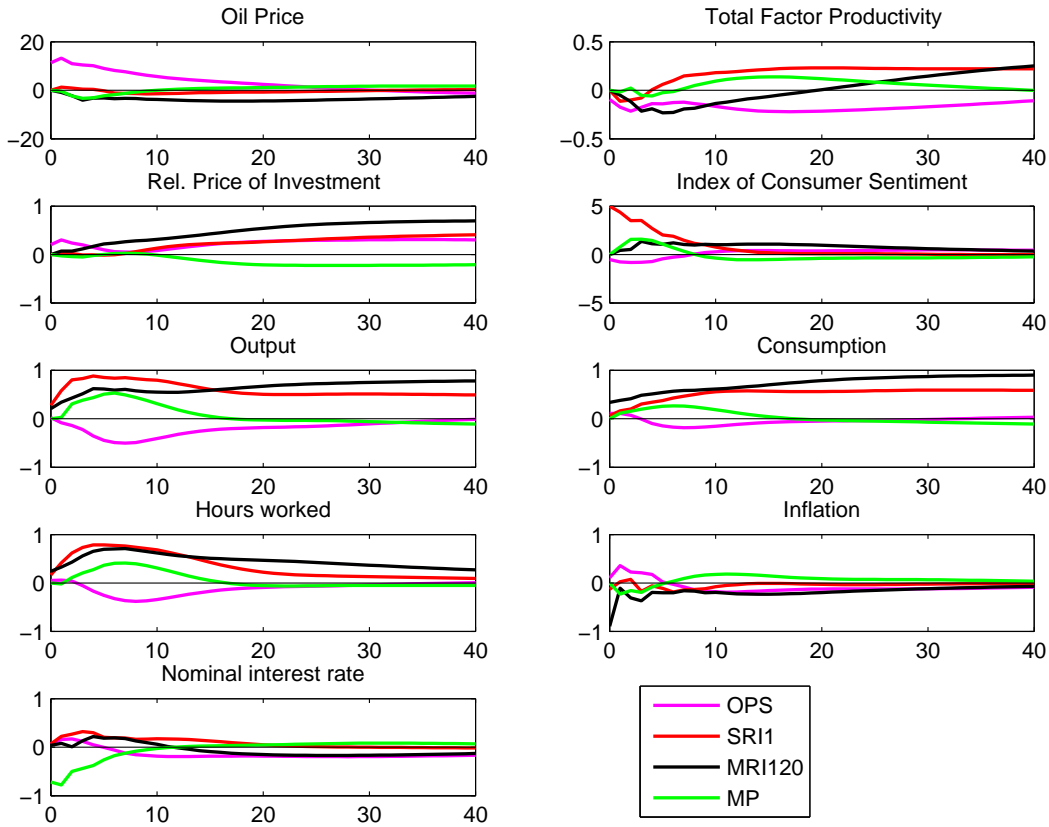 Oil Price
20
0
−20
0 10 20 30 40
Total Factor Productivity
0.5
0
−0.5
0 10 20 30 40
Rel. Price of Investment
1
0
−1
0 10 20 30 40
Index of Consumer Sentiment
5
0
−5
0 10 20 30 40
Output
1
0
−1
0 10 20 30 40
Consumption
1
0
−1
0 10 20 30 40
Hours worked
1
0
−1
0 10 20 30 40
Inflation
1
0
−1
0 10 20 30 40
Nominal interest rate
1
0
−1
0 10 20 30 40
OPS
SRI1
MRI120
MP